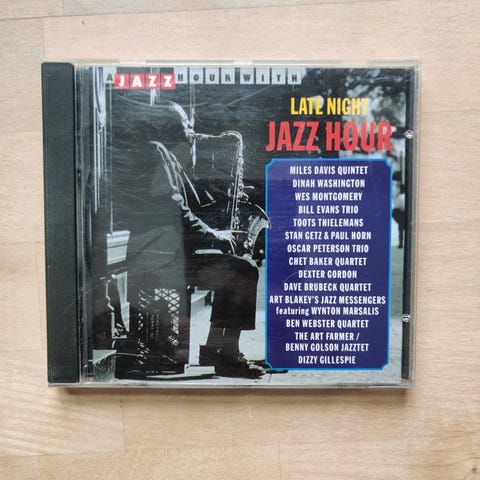 A JAZZ HOUR WITH
LATE NIGHT
JAZZ HOUR
MILES DAVIS QUINTET
DINAH WASHINGTON
WES MONTGOMERY
BILL EVANS TRIO
TOOTS THIELEMANS
STAN GETZ & PAUL HORN
OSCAR PETERSON TRIO
CHET BAKER QUARTET
DEXTER GORDON
DAVE BRUBECK QUARTET
ART BLAKEY'S JAZZ MESSENGERS
featuring WYNTON MARSALIS
BEN WEBSTER QUARTET
THE ART FARMER /
BENNY GOLSON JAZZTET
DIZZY GILLESPIE